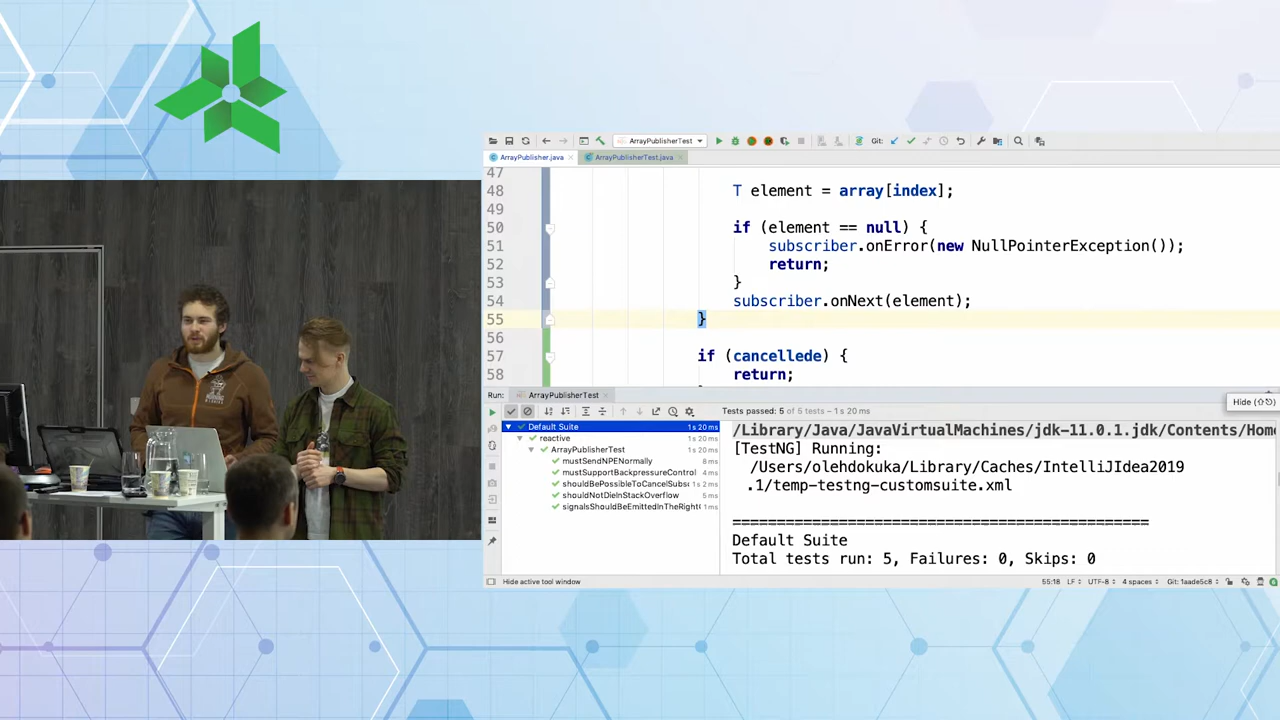 ArrayPublisherTest
Git:
ArrayPublisher.java
ArrayPublisherTest.java
47
48 T element = array[index];
49
50 if (element == null) {
51 subscriber.onError(new NullPointerException());
52 return;
53 }
54 subscriber.onNext(element);
55 }
56
57 if (cancellede) {
58 return;
Run: ArrayPublisherTest
Hide (⇧⎋)
Tests passed: 5 of 5 tests – 1 s 20 ms
Default Suite 1 s 20 ms
reactive 1 s 20 ms
ArrayPublisherTest 1 s 20 ms
mustSendNPENormally 8 ms
mustSupportBackpressureControl 4 ms
shouldBePossibleToCancelSubsc 1 s 2 ms
shouldNotDieInStackOverflow 5 ms
signalsShouldBeEmittedInTheRightO 1 ms
/Library/Java/JavaVirtualMachines/jdk-11.0.1.jdk/Contents/Home
[TestNG] Running:
/Users/olehdokuka/Library/Caches/IntelliJIdea2019
.1/temp-testng-customsuite.xml
===============================================
Default Suite
Total tests run: 5, Failures: 0, Skips: 0
Hide active tool window
55:18 LF UTF-8 4 spaces Git: 1aade5c8